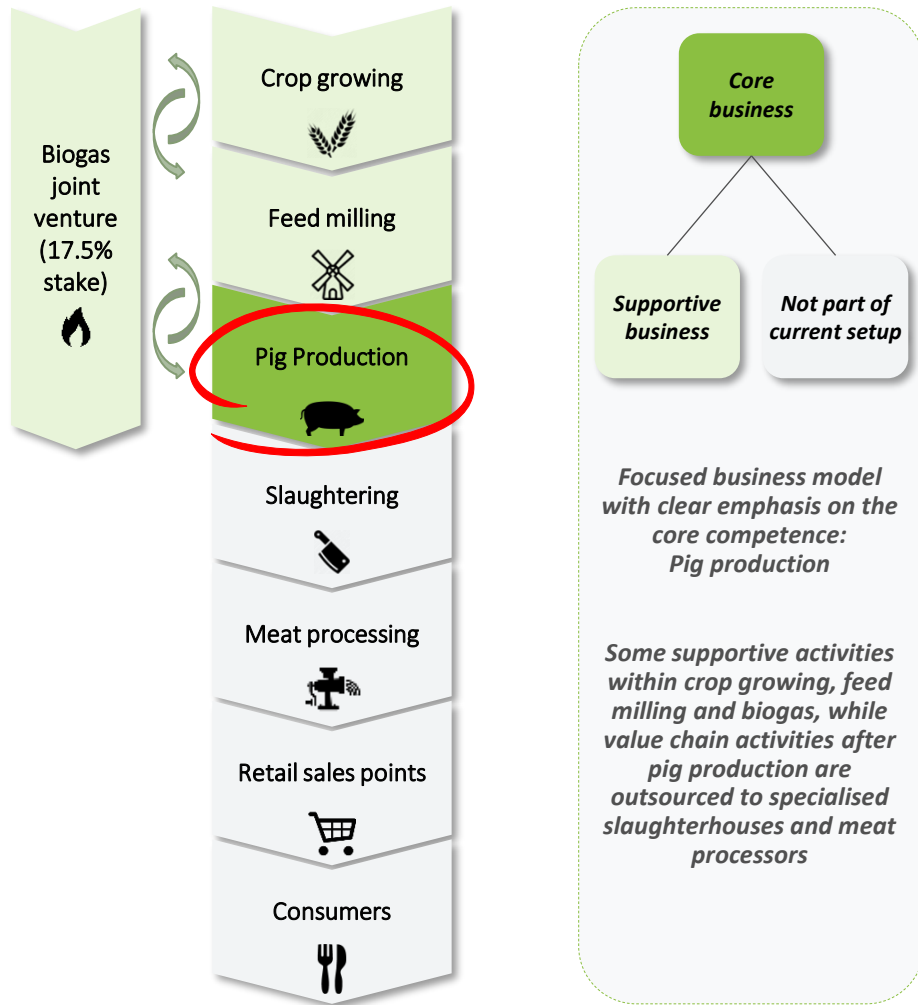 Biogas
joint
venture
(17.5%
stake)
Crop growing
Feed milling
Pig Production
Slaughtering
Meat processing
Retail sales points
Consumers
Core
business
Supportive
business
Not part of
current setup
Focused business model
with clear emphasis on the
core competence:
Pig production
Some supportive activities
within crop growing, feed
milling and biogas, while
value chain activities after
pig production are
outsourced to specialised
slaughterhouses and meat
processors